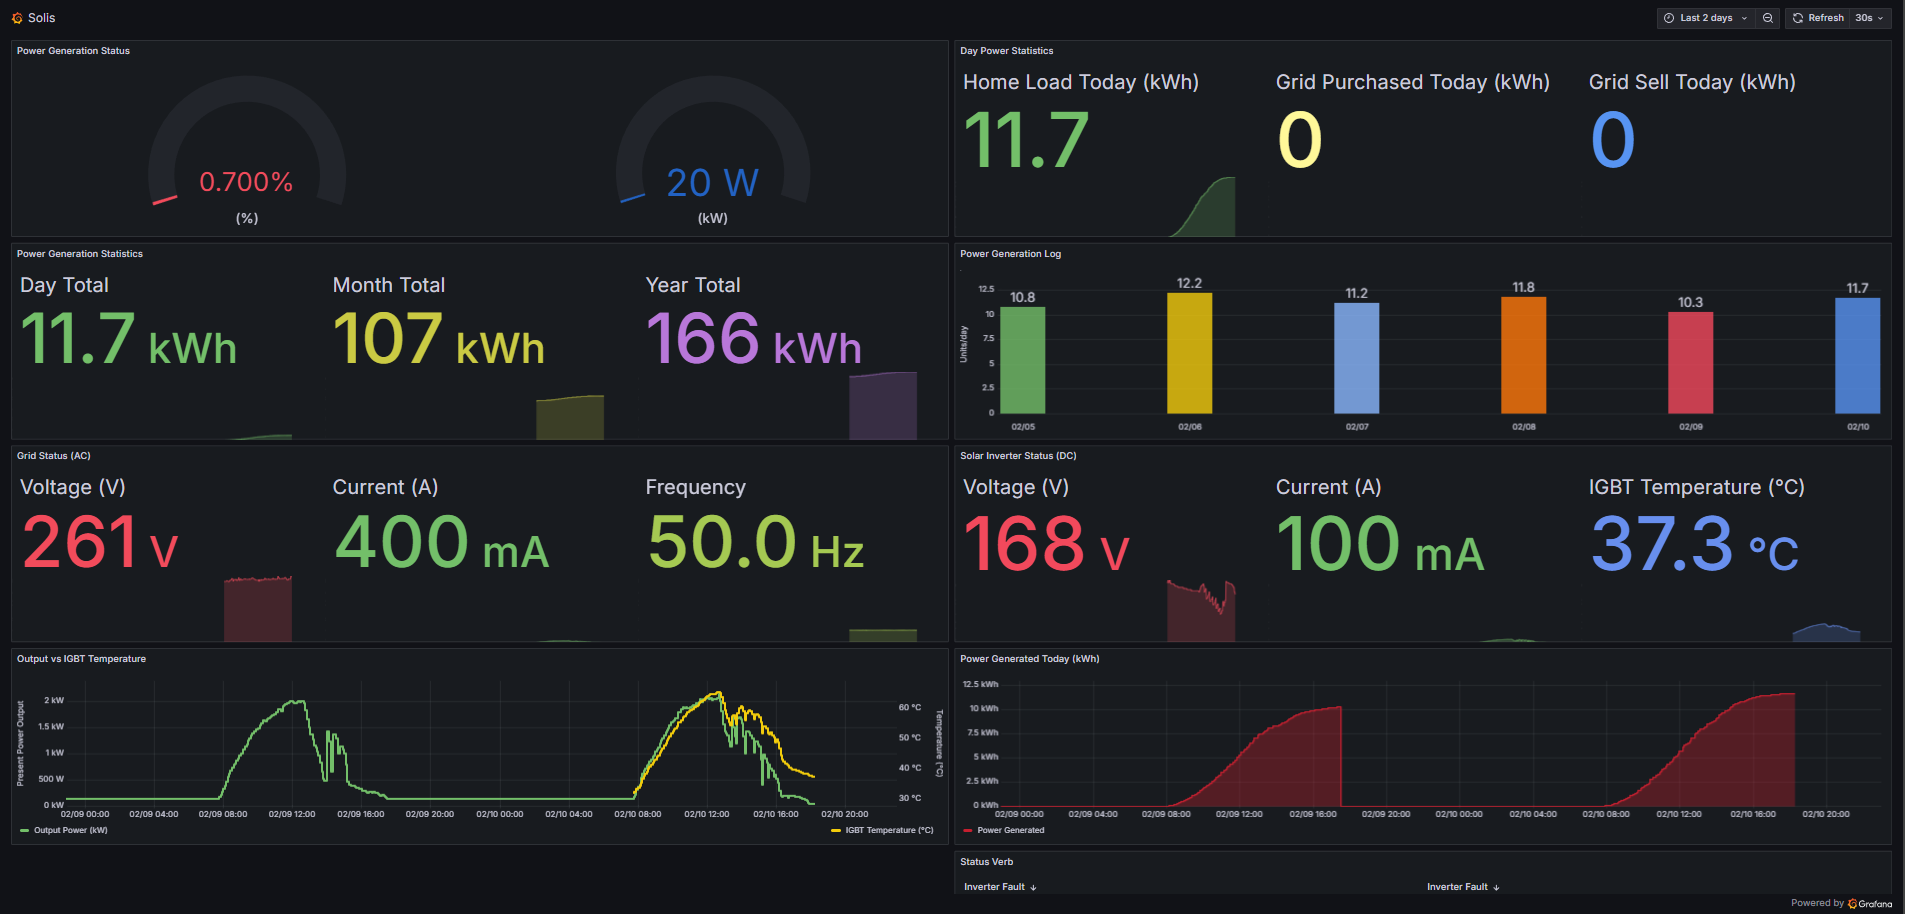 Solis
Last 2 days
Refresh
30s
Power Generation Status
0.700%
(%)
20 W
(kW)
Day Power Statistics
Home Load Today (kWh)
11.7
Grid Purchased Today (kWh)
0
Grid Sell Today (kWh)
0
Power Generation Statistics
Day Total
11.7 kWh
Month Total
107 kWh
Year Total
166 kWh
Power Generation Log
Units/day
12.5
10
7.5
5
2.5
0
10.8
12.2
11.2
11.8
10.3
11.7
02/05
02/06
02/07
02/08
02/09
02/10
Grid Status (AC)
Voltage (V)
261 V
Current (A)
400 mA
Frequency
50.0 Hz
Solar Inverter Status (DC)
Voltage (V)
168 V
Current (A)
100 mA
IGBT Temperature (°C)
37.3 °C
Output vs IGBT Temperature
Present Power Output
2 kW
1.5 kW
1 kW
500 W
0 kW
60 °C
50 °C
40 °C
30 °C
Temperature (°C)
02/09 00:00
02/09 04:00
02/09 08:00
02/09 12:00
02/09 16:00
02/09 20:00
02/10 00:00
02/10 04:00
02/10 08:00
02/10 12:00
02/10 16:00
02/10 20:00
Output Power (kW)
IGBT Temperature (°C)
Power Generated Today (kWh)
12.5 kWh
10 kWh
7.5 kWh
5 kWh
2.5 kWh
0 kWh
02/09 00:00
02/09 04:00
02/09 08:00
02/09 12:00
02/09 16:00
02/09 20:00
02/10 00:00
02/10 04:00
02/10 08:00
02/10 12:00
02/10 16:00
02/10 20:00
Power Generated
Status Verb
Inverter Fault ↓
Inverter Fault ↓
Powered by Grafana